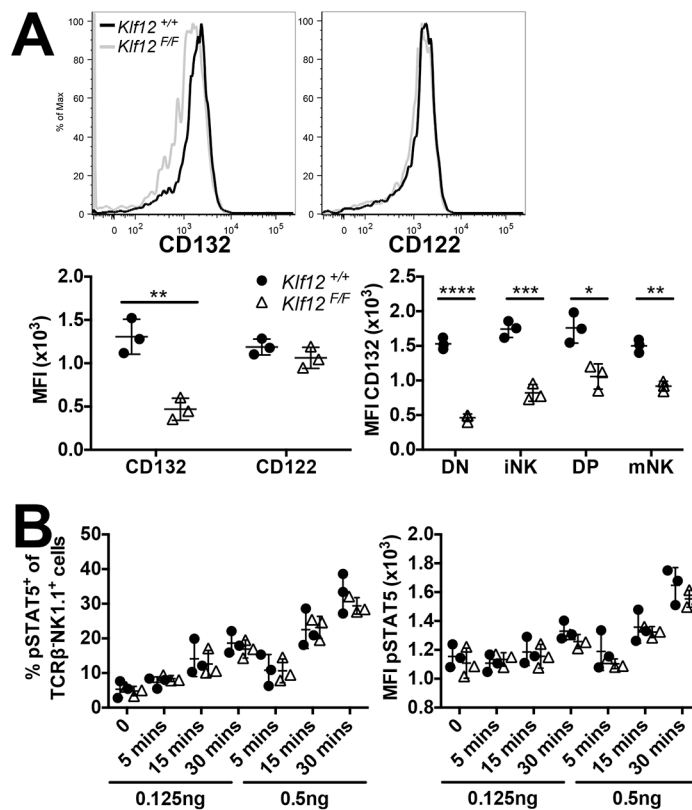 A
Klf12 +/+
Klf12 F/F
% of Max
100
80
60
40
20
0
0 10² 10³ 10⁴ 10⁵
CD132
100
80
60
40
20
0
0 10² 10³ 10⁴ 10⁵
CD122
MFI (x10³)
2.0
1.5
1.0
0.5
0.0
**
Klf12 +/+
Klf12 F/F
CD132 CD122
MFI CD132 (x10³)
2.5
2.0
1.5
1.0
0.5
0.0
**** *** * **
DN iNK DP mNK
B
% pSTAT5⁺ of
TCRβ⁻NK1.1⁺ cells
50
40
30
20
10
0
0 5 mins 15 mins 30 mins 5 mins 15 mins 30 mins
0.125ng 0.5ng
MFI pSTAT5 (x10³)
2.0
1.8
1.6
1.4
1.2
1.0
0.8
0 5 mins 15 mins 30 mins 5 mins 15 mins 30 mins
0.125ng 0.5ng